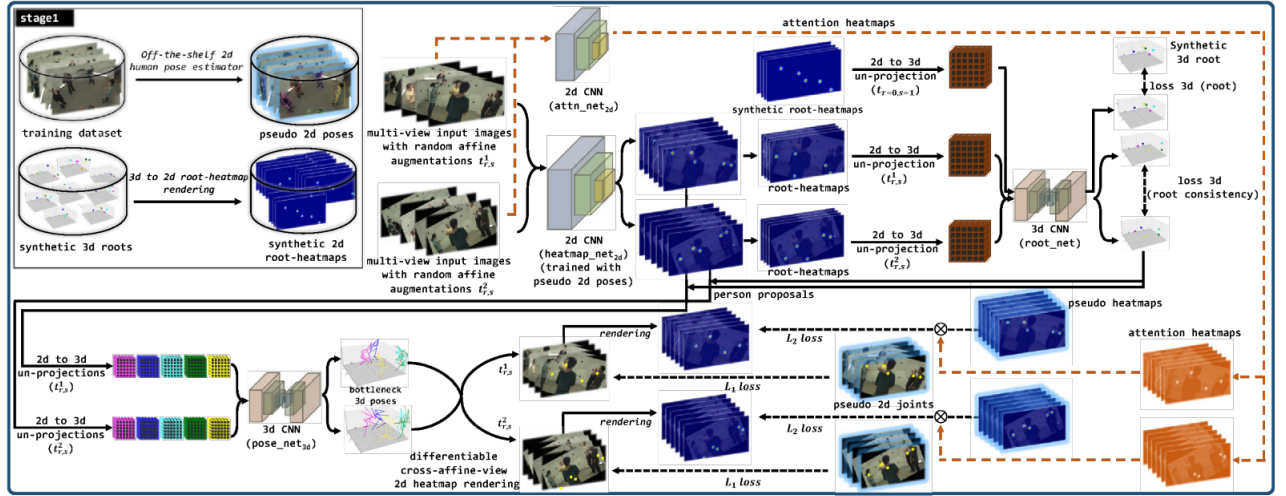 stage1
Off-the-shelf 2d
human pose estimator
training dataset
pseudo 2d poses
3d to 2d root-heatmap
rendering
synthetic 3d roots
synthetic 2d
root-heatmaps
multi-view input images
with random affine
augmentations t¹r,s
multi-view input images
with random affine
augmentations t²r,s
2d CNN
(attn_net2d)
2d CNN
(heatmap_net2d)
(trained with
pseudo 2d poses)
attention heatmaps
synthetic root-heatmaps
root-heatmaps
root-heatmaps
2d to 3d
un-projection
(tr=0,s=1)
2d to 3d
un-projection
(t¹r,s)
2d to 3d
un-projection
(t²r,s)
3d CNN
(root_net)
Synthetic
3d root
loss 3d (root)
loss 3d
(root consistency)
person proposals
2d to 3d
un-projections
(t¹r,s)
2d to 3d
un-projections
(t²r,s)
3d CNN
(pose_net3d)
bottleneck
3d poses
differentiable
cross-affine-view
2d heatmap rendering
t¹r,s
t²r,s
rendering
rendering
L2 loss
L1 loss
L2 loss
L1 loss
pseudo 2d joints
pseudo heatmaps
attention heatmaps